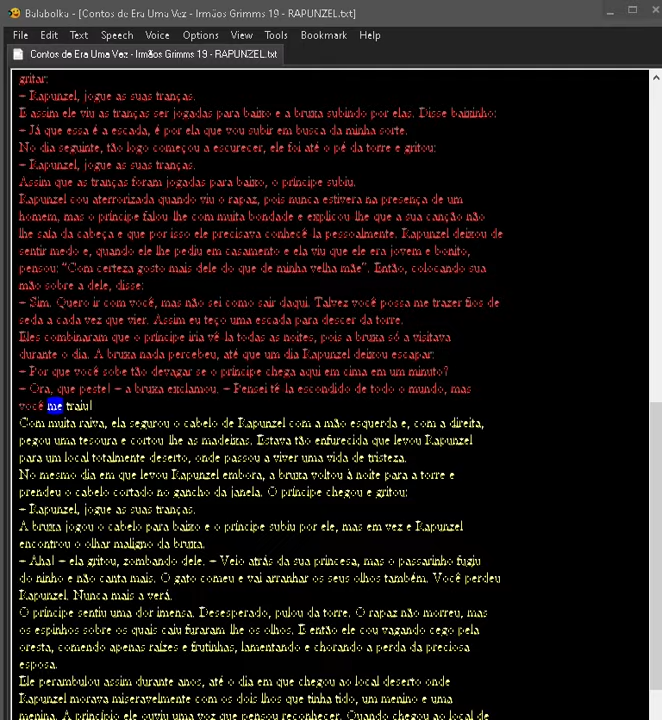 Balabolka - [Contos de Era Uma Vez - Irmãos Grimms 19 - RAPUNZEL.txt]
File Edit Text Speech Voice Options View Tools Bookmark Help
Contos de Era Uma Vez - Irmãos Grimms 19 - RAPUNZEL.txt
gritar:
– Rapunzel, jogue as suas tranças.
E assim ele viu as tranças ser jogadas para baixo e a bruxa subindo por elas. Disse baixinho:
– Já que essa é a escada, é por ela que vou subir em busca da minha sorte.
No dia seguinte, tão logo começou a escurecer, ele foi até o pé da torre e gritou:
– Rapunzel, jogue as suas tranças.
Assim que as tranças foram jogadas para baixo, o príncipe subiu.
Rapunzel cou aterrorizada quando viu o rapaz, pois nunca estivera na presença de um
homem, mas o príncipe falou-lhe com muita bondade e explicou-lhe que a sua canção não
lhe saía da cabeça e que por isso ele precisava conhecê-la pessoalmente. Rapunzel deixou de
sentir medo e, quando ele lhe pediu em casamento e ela viu que ele era jovem e bonito,
pensou: “Com certeza gosto mais dele do que de minha velha mãe”. Então, colocando sua
mão sobre a dele, disse:
– Sim. Quero ir com você, mas não sei como sair daqui. Talvez você possa me trazer fios de
seda a cada vez que vier. Assim eu teço uma escada para descer da torre.
Eles combinaram que o príncipe iria vê-la todas as noites, pois a bruxa só a visitava
durante o dia. A bruxa nada percebeu, até que um dia Rapunzel deixou escapar:
– Por que você sobe tão devagar se o príncipe chega aqui em cima em um minuto?
– Ora, que peste! – a bruxa exclamou. – Pensei tê-la escondido de todo o mundo, mas
você me traiu!
Com muita raiva, ela segurou o cabelo de Rapunzel com a mão esquerda e, com a direita,
pegou uma tesoura e cortou-lhe as madeixas. Estava tão enfurecida que levou Rapunzel
para um local totalmente deserto, onde passou a viver uma vida de tristeza.
No mesmo dia em que levou Rapunzel embora, a bruxa voltou à noite para a torre e
prendeu o cabelo cortado no gancho da janela. O príncipe chegou e gritou:
– Rapunzel, jogue as suas tranças.
A bruxa jogou o cabelo para baixo e o príncipe subiu por ele, mas em vez e Rapunzel
encontrou o olhar maligno da bruxa.
– Aha! – ela gritou, zombando dele. – Veio atrás da sua princesa, mas o passarinho fugiu
do ninho e não canta mais. O gato comeu e vai arranhar os seus olhos também. Você perdeu
Rapunzel. Nunca mais a verá.
O príncipe sentiu uma dor imensa. Desesperado, pulou da torre. O rapaz não morreu, mas
os espinhos sobre os quais caiu furaram-lhe os olhos. E então ele cou vagando cego pela
oresta, comendo apenas raízes e frutinhas, lamentando e chorando a perda da preciosa
esposa.
Ele perambulou assim durante anos, até o dia em que chegou ao local deserto onde
Rapunzel morava miseravelmente com os dois lhos que tinha tido, um menino e uma
menina. A princípio ele ouviu uma voz que pensou reconhecer. Quando chegou ao local de